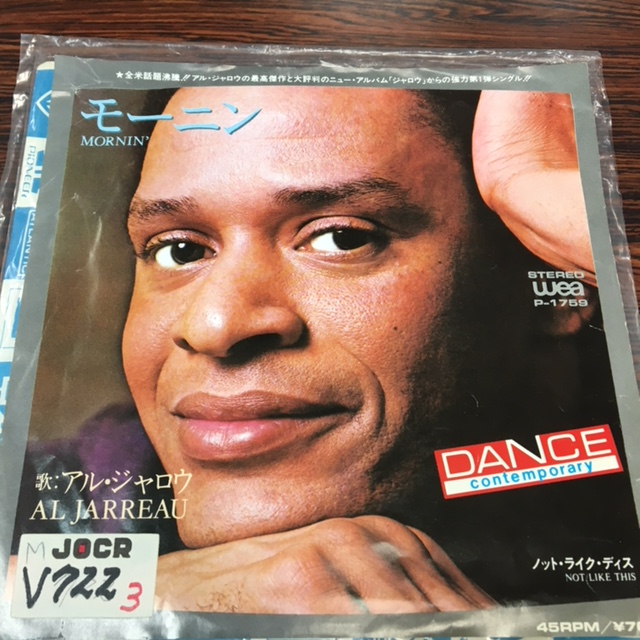 ★全米話題沸騰!!アル・ジャロウの最高傑作と大評判のニュー・アルバム「ジャロウ」からの強力第1弾シングル!!
モーニン
MORNIN'
STEREO
wea
P-1759
DANCE
contemporary
歌:アル・ジャロウ
AL JARREAU
M JOCR
V722 3
ノット・ライク・ディス
NOT LIKE THIS
45RPM/¥7